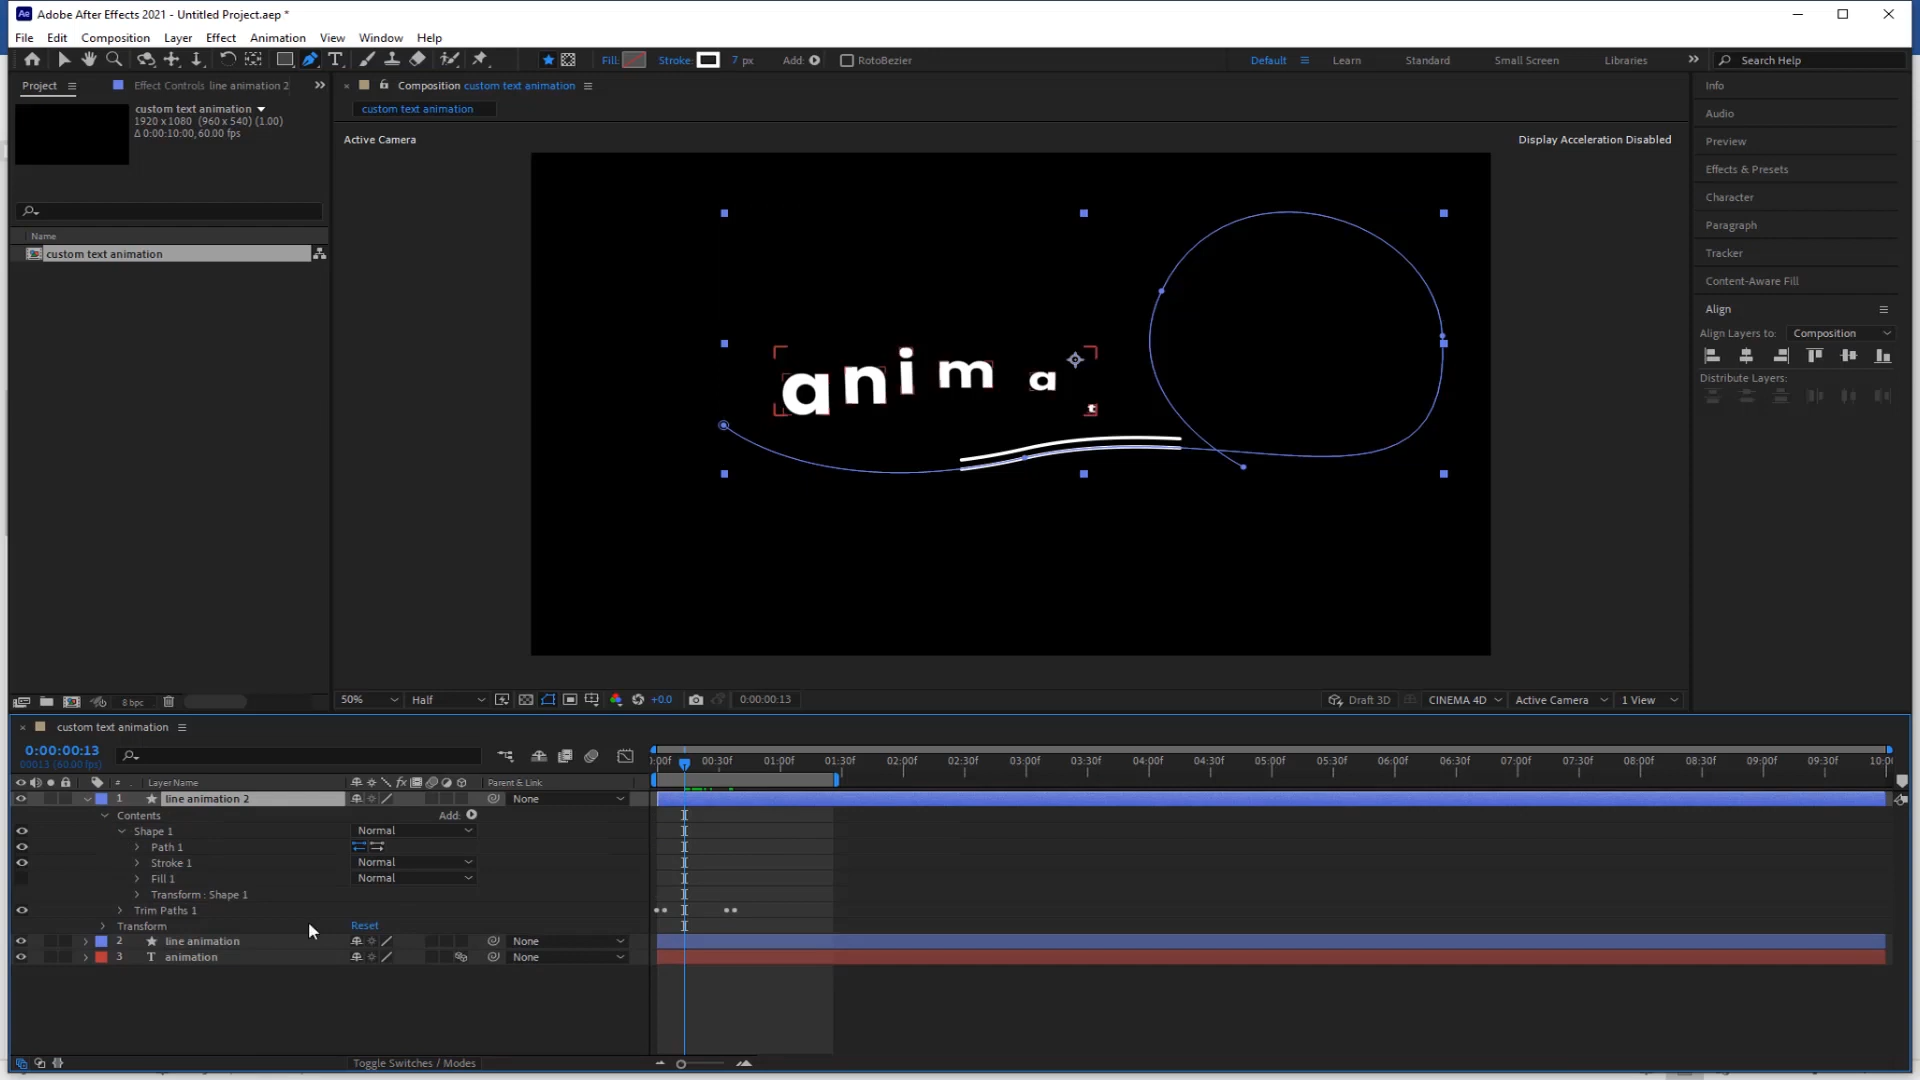 Adobe After Effects 2021 - Untitled Project.aep *
File Edit Composition Layer Effect Animation View Window Help
Fill: Stroke: 7 px Add: RotoBezier Default Learn Standard Small Screen Libraries Search Help
Project Effect Controls line animation 2 Composition custom text animation
custom text animation
1920 x 1080 (960 x 540) (1.00)
Δ 0:00:10:00, 60.00 fps
custom text animation
Active Camera Display Acceleration Disabled
Info
Audio
Preview
Effects & Presets
Character
Paragraph
Tracker
Content-Aware Fill
Align
Align Layers to: Composition
Distribute Layers:
Name
custom text animation
animat
8 bpc
50% Half +0.0 0:00:00:13 Draft 3D CINEMA 4D Active Camera 1 View
custom text animation
0:00:00:13
00013 (60.00 fps)
:00f 00:30f 01:00f 01:30f 02:00f 02:30f 03:00f 03:30f 04:00f 04:30f 05:00f 05:30f 06:00f 06:30f 07:00f 07:30f 08:00f 08:30f 09:00f 09:30f 10:00
# Layer Name fx Parent & Link
1 line animation 2 None
Contents Add:
Shape 1 Normal
Path 1
Stroke 1 Normal
Fill 1 Normal
Transform : Shape 1
Trim Paths 1
Transform Reset
2 line animation None
3 T animation None
Toggle Switches / Modes